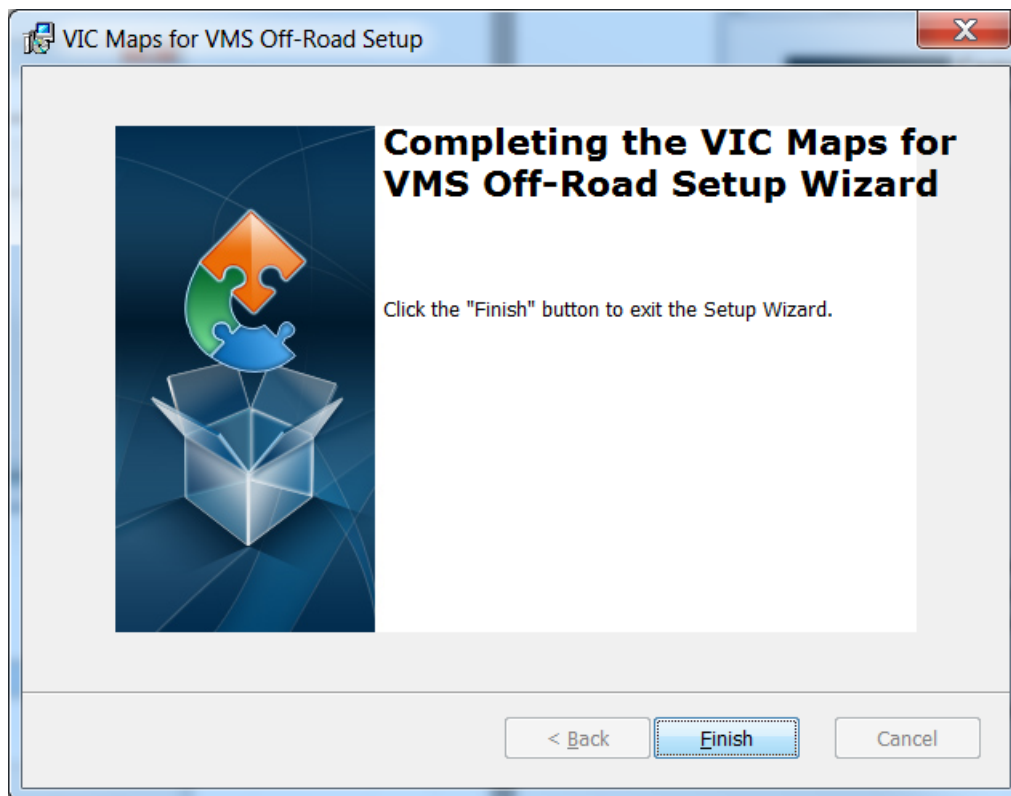 VIC Maps for VMS Off-Road Setup
X
Completing the VIC Maps for
VMS Off-Road Setup Wizard
Click the "Finish" button to exit the Setup Wizard.
< Back Finish Cancel